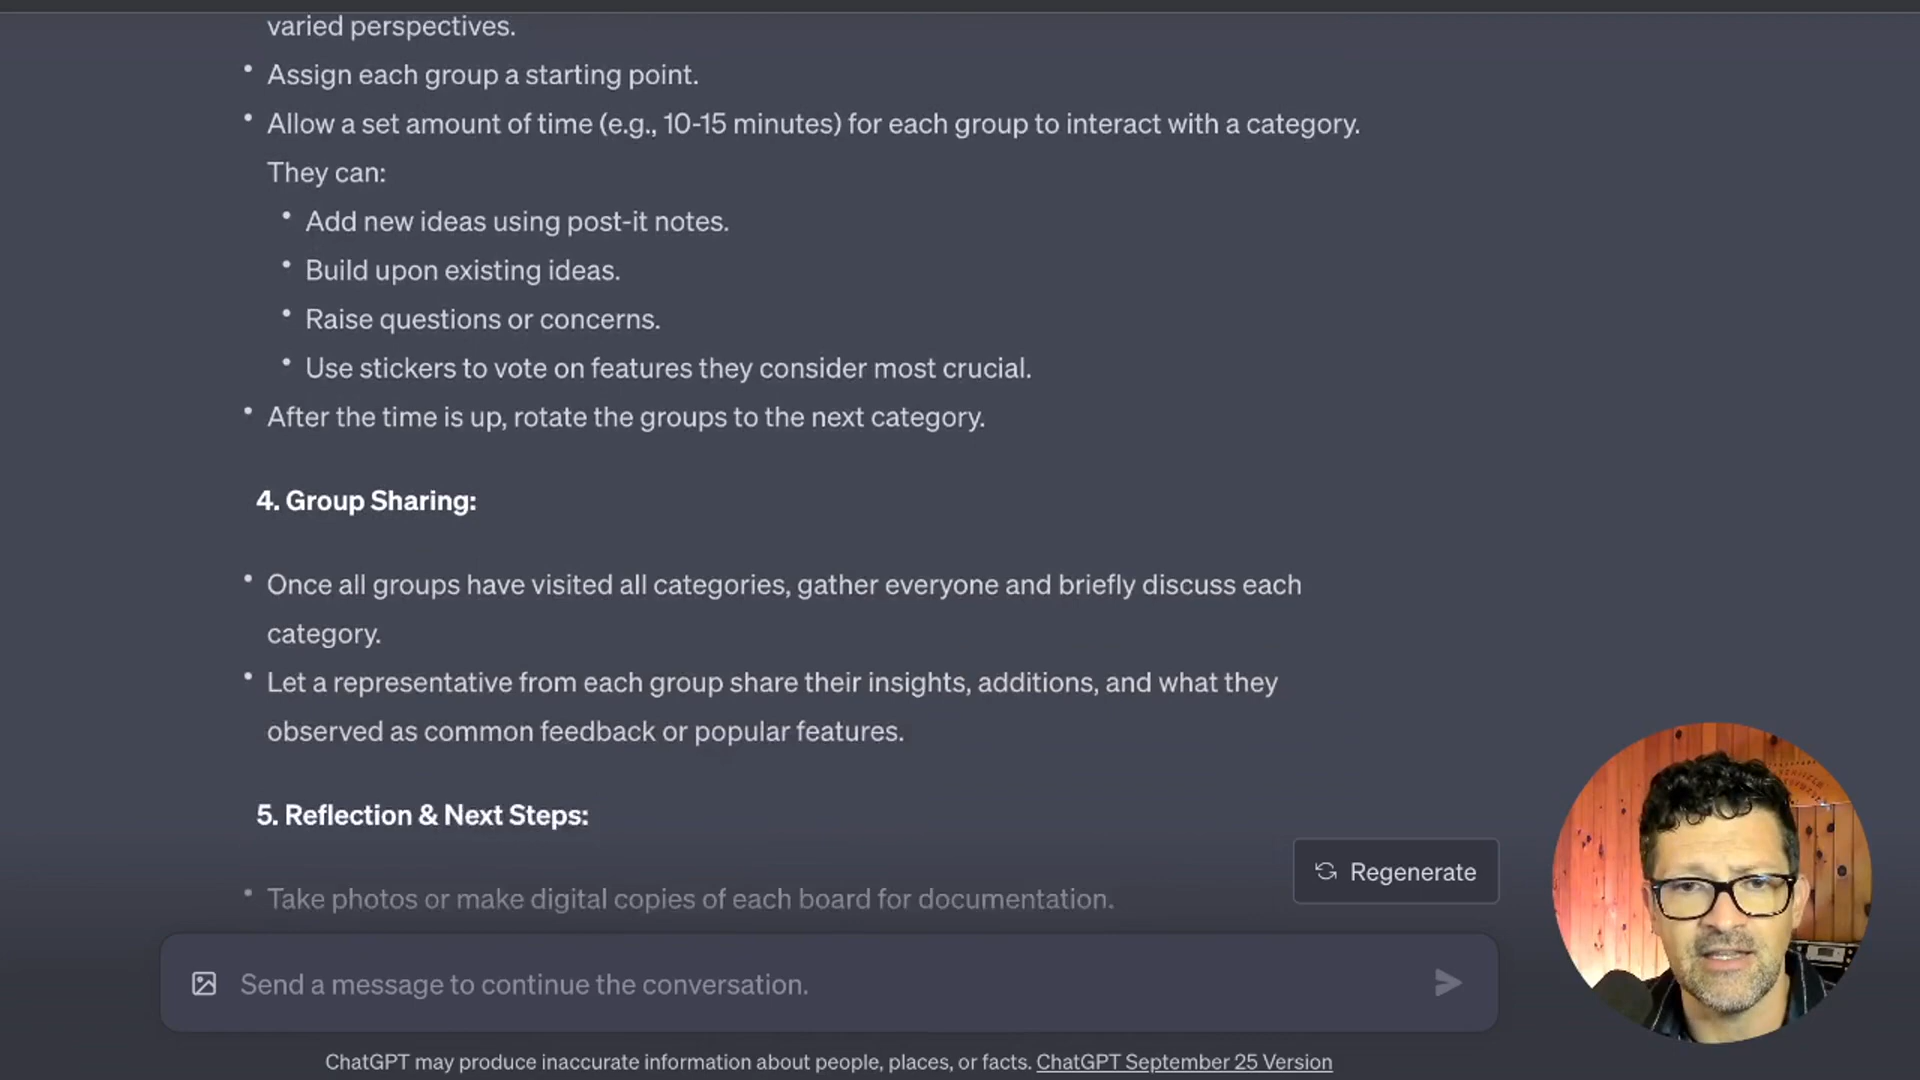 varied perspectives.
• Assign each group a starting point.
• Allow a set amount of time (e.g., 10-15 minutes) for each group to interact with a category.
They can:
• Add new ideas using post-it notes.
• Build upon existing ideas.
• Raise questions or concerns.
• Use stickers to vote on features they consider most crucial.
• After the time is up, rotate the groups to the next category.
4. Group Sharing:
• Once all groups have visited all categories, gather everyone and briefly discuss each
category.
• Let a representative from each group share their insights, additions, and what they
observed as common feedback or popular features.
5. Reflection & Next Steps:
Regenerate
• Take photos or make digital copies of each board for documentation.
Send a message to continue the conversation.
ChatGPT may produce inaccurate information about people, places, or facts. ChatGPT September 25 Version